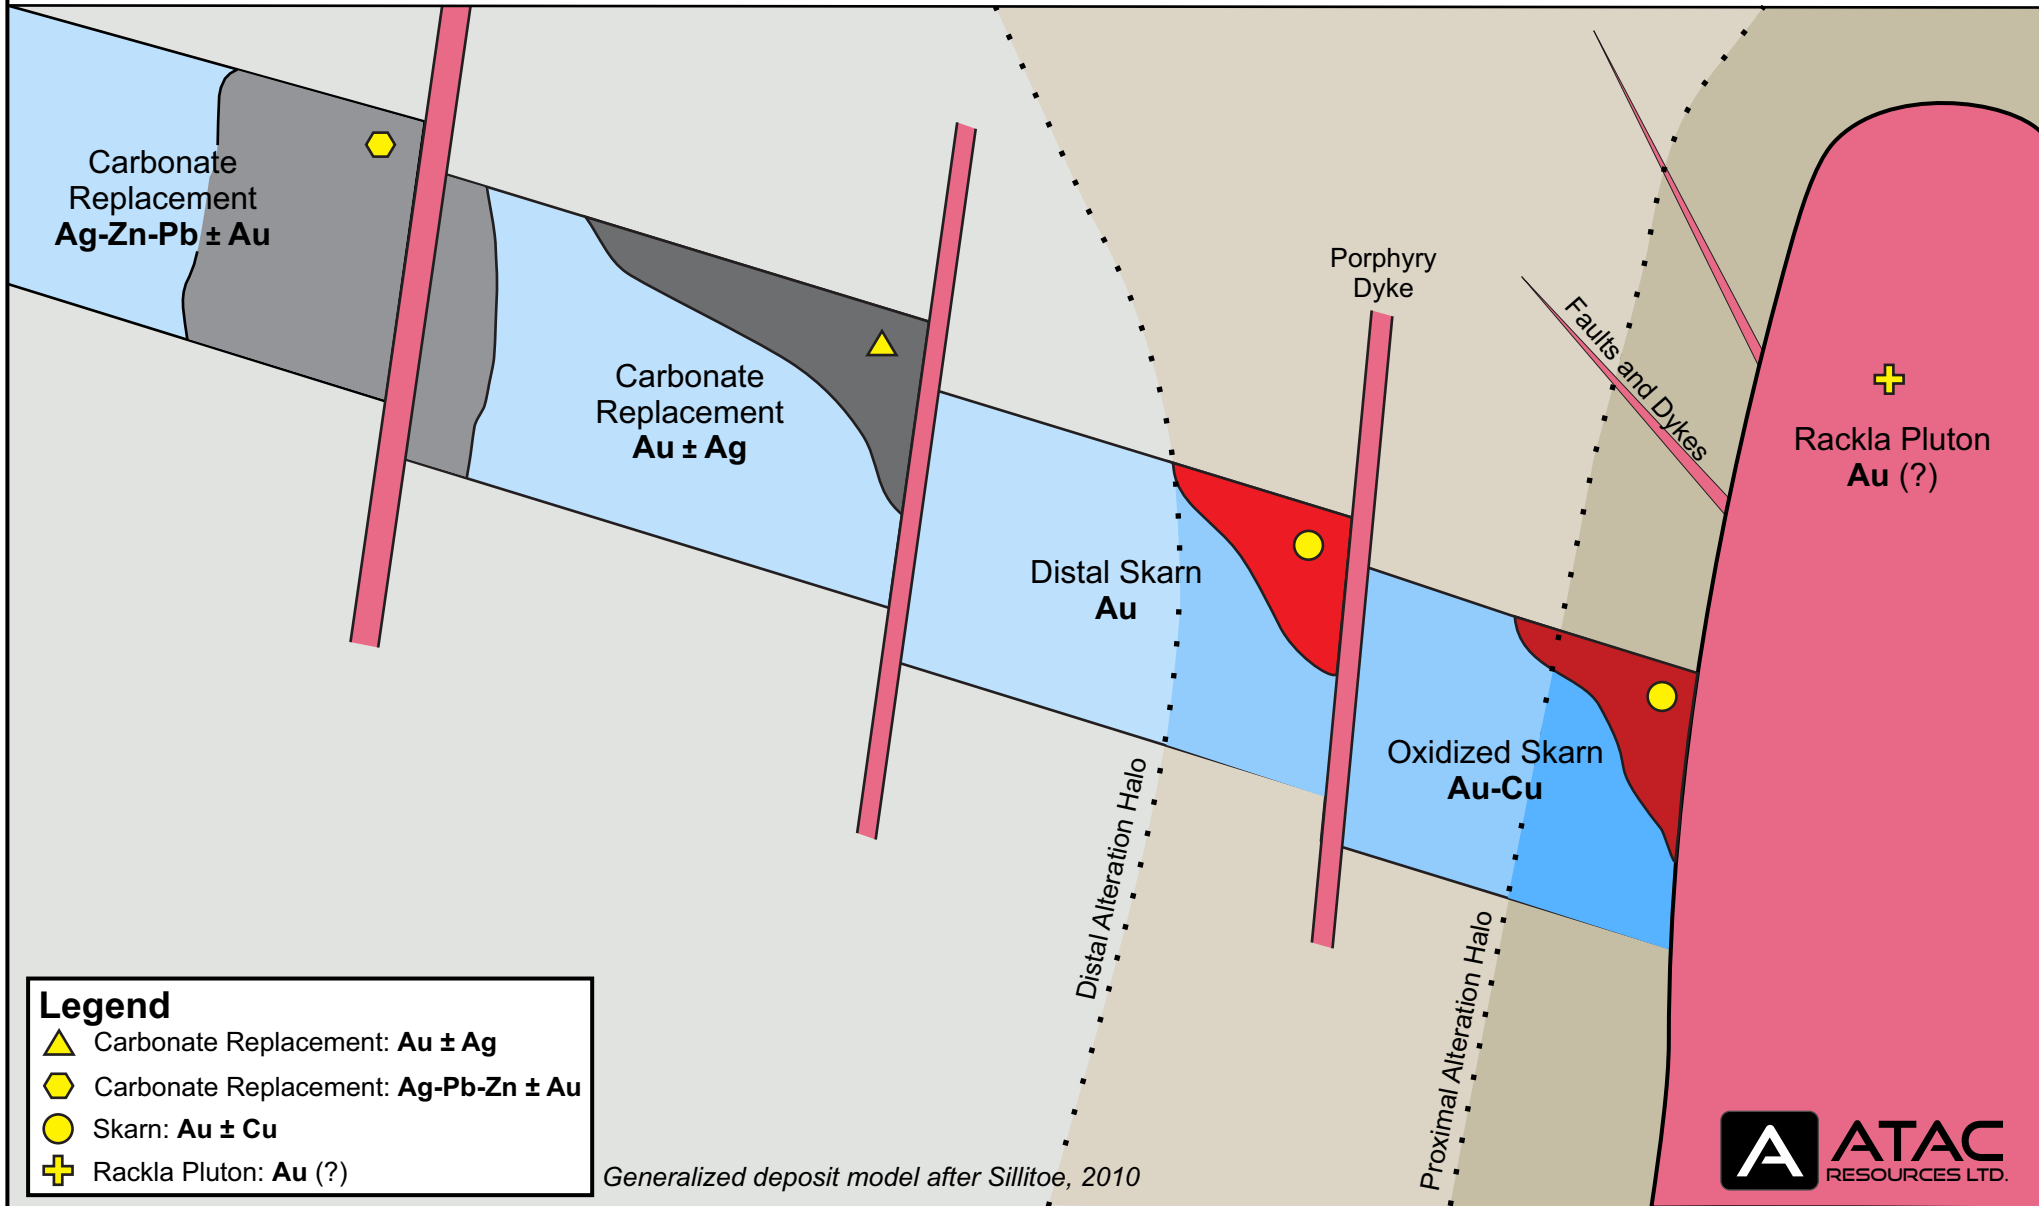 Carbonate
Replacement
Ag-Zn-Pb ± Au
Carbonate
Replacement
Au ± Ag
Porphyry
Dyke
Faults and Dykes
Rackla Pluton
Au (?)
Distal Skarn
Au
Oxidized Skarn
Au-Cu
Distal Alteration Halo
Proximal Alteration Halo
Legend
Carbonate Replacement: Au ± Ag
Carbonate Replacement: Ag-Pb-Zn ± Au
Skarn: Au ± Cu
Rackla Pluton: Au (?)
Generalized deposit model after Sillitoe, 2010
A ATAC
RESOURCES LTD.